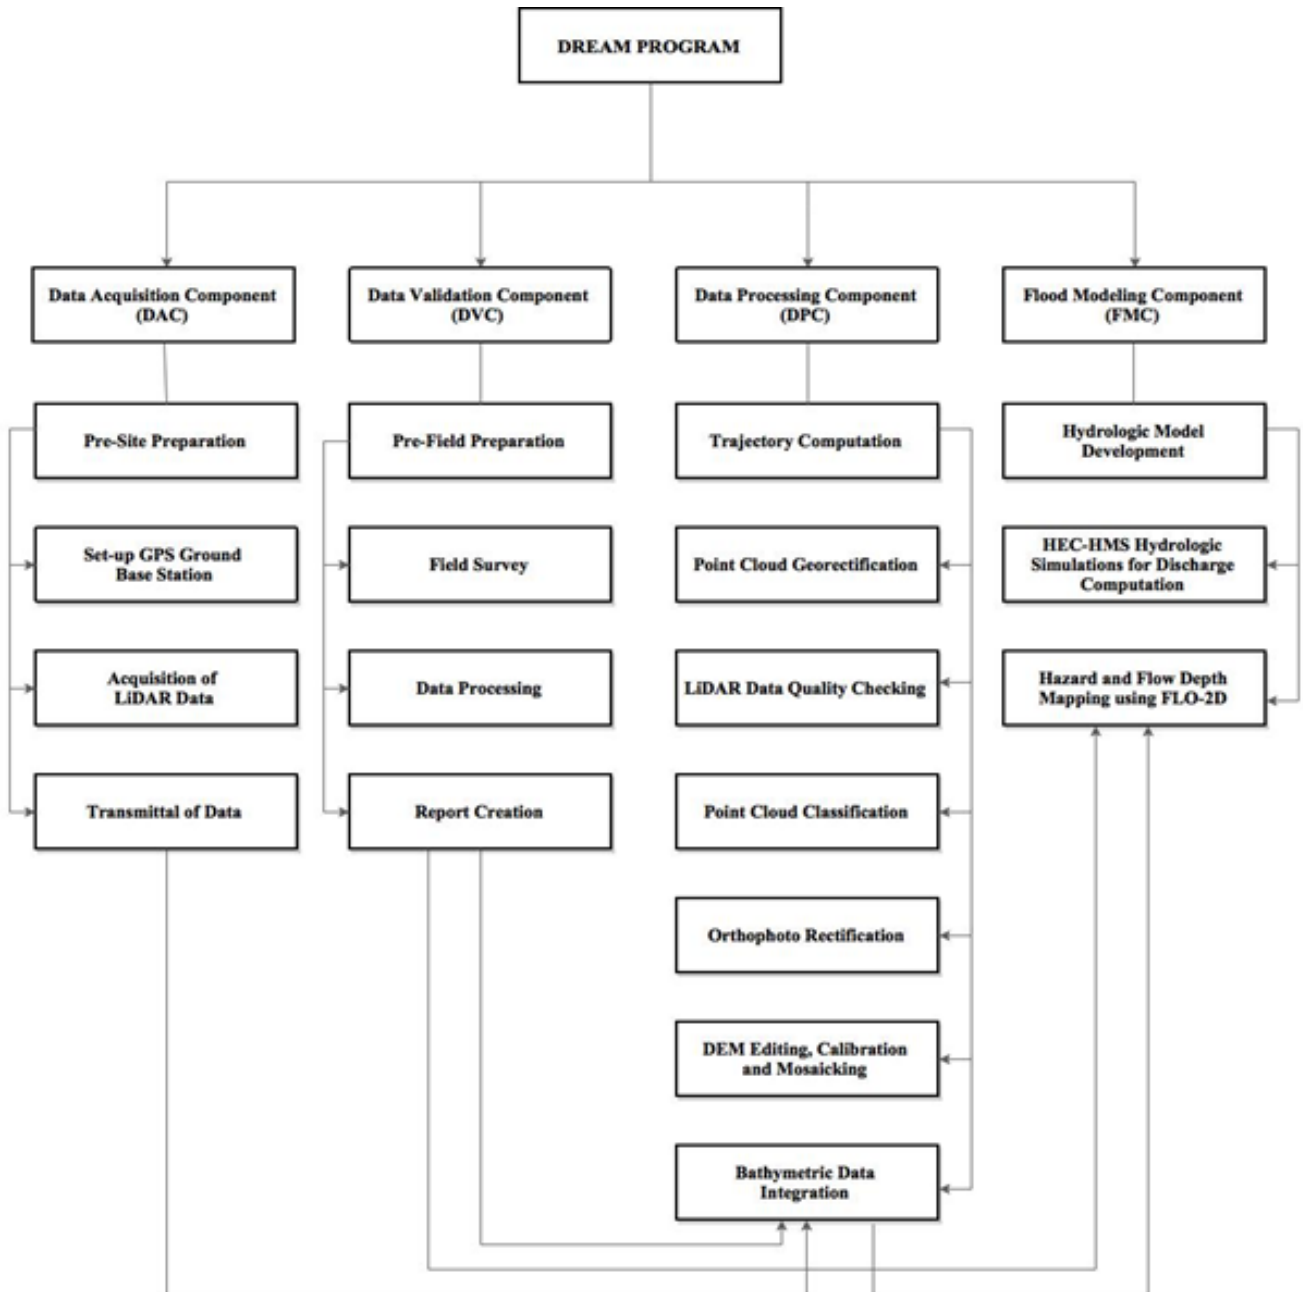 DREAM PROGRAM
Data Acquisition Component
(DAC)
Data Validation Component
(DVC)
Data Processing Component
(DPC)
Flood Modeling Component
(FMC)
Pre-Site Preparation
Pre-Field Preparation
Trajectory Computation
Hydrologic Model
Development
Set-up GPS Ground
Base Station
Field Survey
Point Cloud Georectification
HEC-HMS Hydrologic
Simulations for Discharge
Computation
Acquisition of
LiDAR Data
Data Processing
LiDAR Data Quality Checking
Hazard and Flow Depth
Mapping using FLO-2D
Transmittal of Data
Report Creation
Point Cloud Classification
Orthophoto Rectification
DEM Editing, Calibration
and Mosaicking
Bathymetric Data
Integration